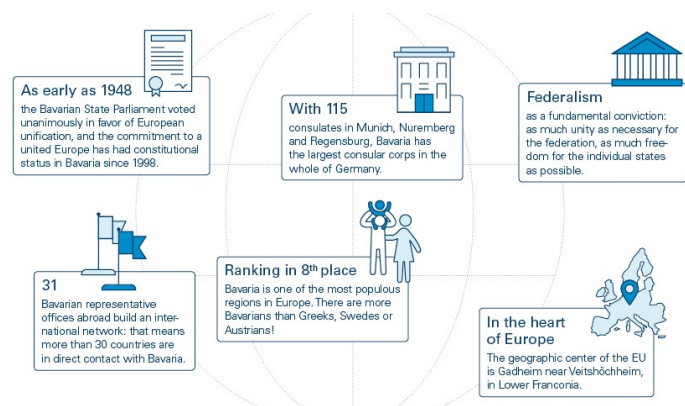 As early as 1948
the Bavarian State Parliament voted
unanimously in favor of European
unification, and the commitment to a
united Europe has had constitutional
status in Bavaria since 1998.
With 115
consulates in Munich, Nuremberg
and Regensburg, Bavaria has
the largest consular corps in the
whole of Germany.
Federalism
as a fundamental conviction:
as much unity as necessary for
the federation, as much free-
dom for the individual states
as possible.
31
Bavarian representative
offices abroad build an inter-
national network: that means
more than 30 countries are
in direct contact with Bavaria.
Ranking in 8th place
Bavaria is one of the most populous
regions in Europe. There are more
Bavarians than Greeks, Swedes or
Austrians!
In the heart
of Europe
The geographic center of the EU
is Gadheim near Veitshöchheim,
in Lower Franconia.